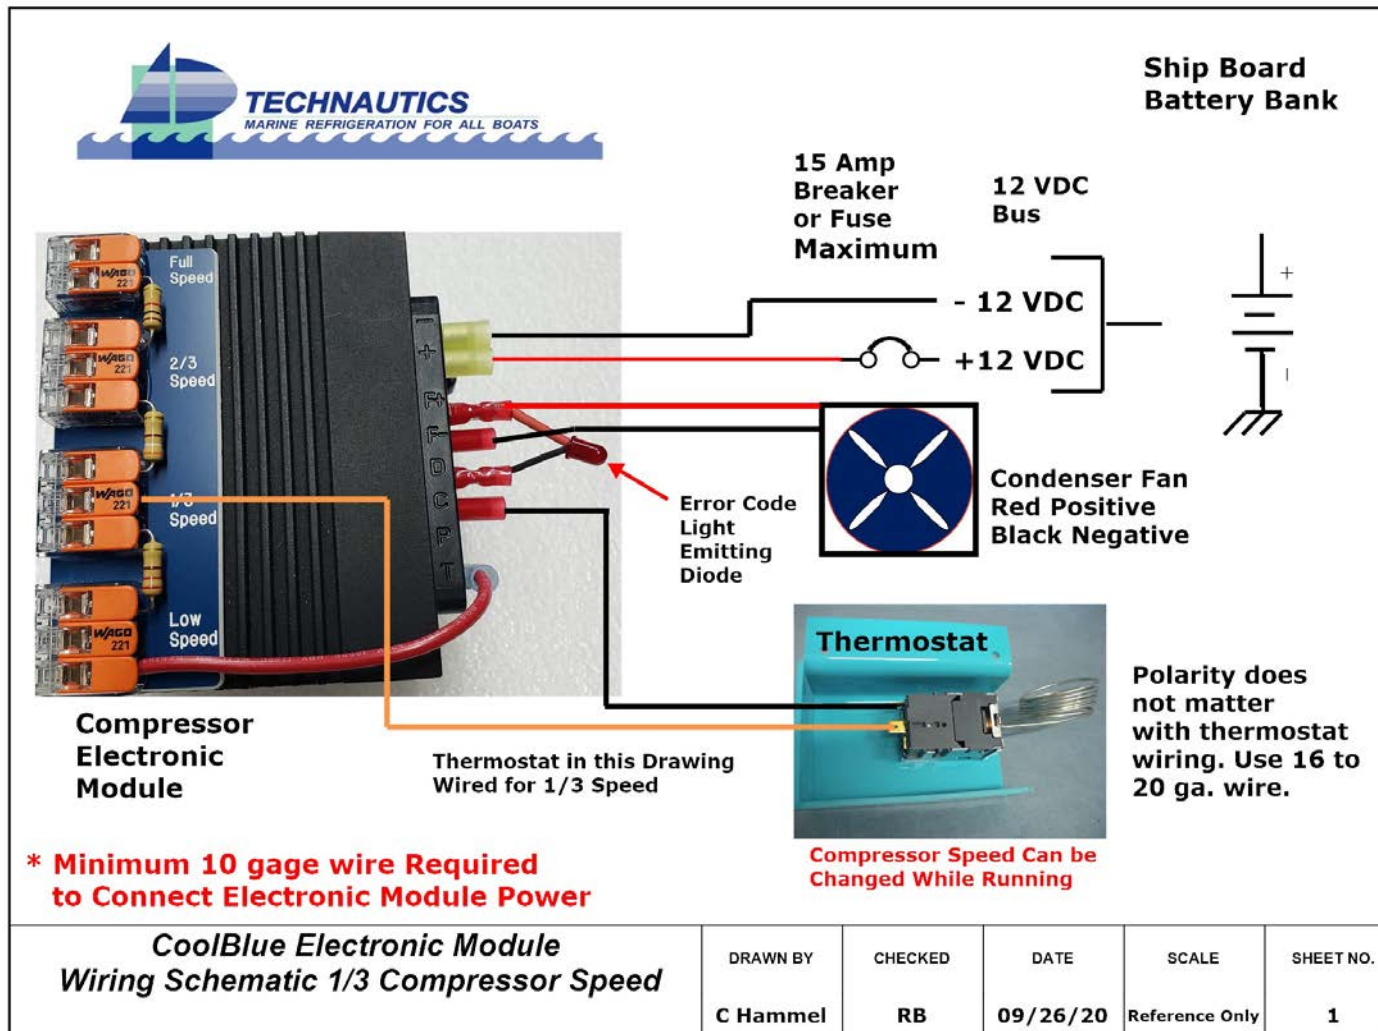 TECHNAUTICS
MARINE REFRIGERATION FOR ALL BOATS
Ship Board
Battery Bank
15 Amp
Breaker
or Fuse
Maximum
12 VDC
Bus
- 12 VDC
+12 VDC
+
-
Full
Speed
WAGO
221
2/3
Speed
WAGO
221
1/3
Speed
WAGO
221
Low
Speed
WAGO
221
-
+
A
F
D
C
P
T
Error Code
Light
Emitting
Diode
Condenser Fan
Red Positive
Black Negative
Thermostat
Polarity does
not matter
with thermostat
wiring. Use 16 to
20 ga. wire.
Compressor
Electronic
Module
Thermostat in this Drawing
Wired for 1/3 Speed
Compressor Speed Can be
Changed While Running
* Minimum 10 gage wire Required
to Connect Electronic Module Power
CoolBlue Electronic Module
Wiring Schematic 1/3 Compressor Speed
DRAWN BY
C Hammel
CHECKED
RB
DATE
09/26/20
SCALE
Reference Only
SHEET NO.
1